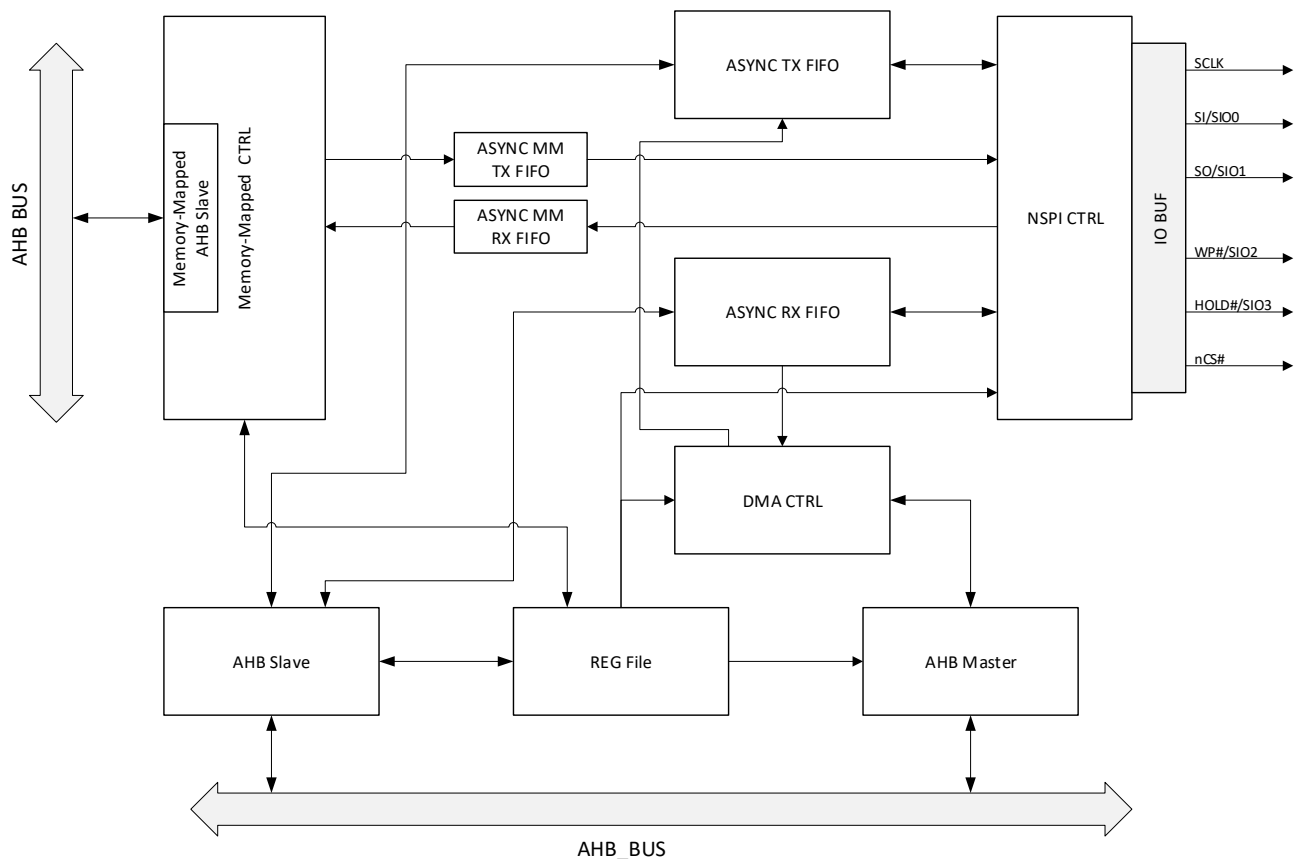 ASYNC TX FIFO
SCLK
SI/SIO0
SO/SIO1
WP#/SIO2
HOLD#/SIO3
nCS#
IO BUF
NSPI CTRL
AHB BUS
Memory-Mapped
AHB Slave
Memory-Mapped CTRL
ASYNC MM
TX FIFO
ASYNC MM
RX FIFO
ASYNC RX FIFO
DMA CTRL
AHB Slave
REG File
AHB Master
AHB_BUS